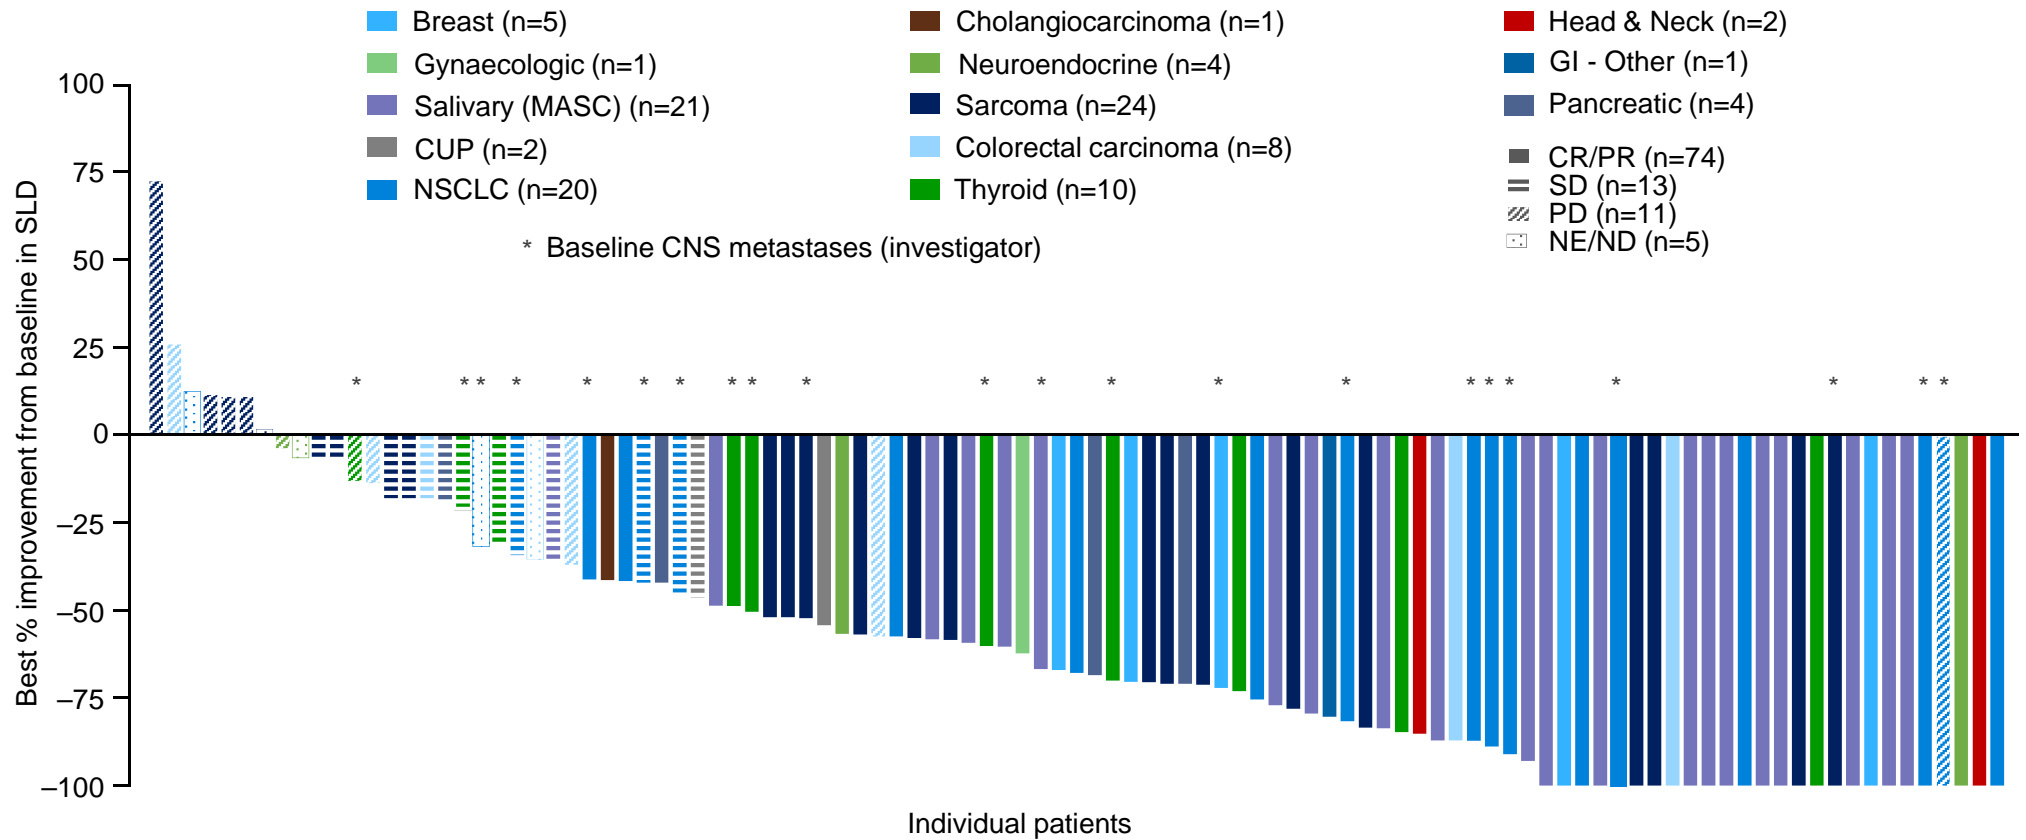 Breast (n=5)
Gynaecologic (n=1)
Salivary (MASC) (n=21)
CUP (n=2)
NSCLC (n=20)
Cholangiocarcinoma (n=1)
Neuroendocrine (n=4)
Sarcoma (n=24)
Colorectal carcinoma (n=8)
Thyroid (n=10)
Head & Neck (n=2)
GI - Other (n=1)
Pancreatic (n=4)
CR/PR (n=74)
SD (n=13)
PD (n=11)
NE/ND (n=5)
* Baseline CNS metastases (investigator)
Best % improvement from baseline in SLD
100
75
50
25
0
–25
–50
–75
–100
* * * * * * * * * * * * * * * * * * * * * *
Individual patients